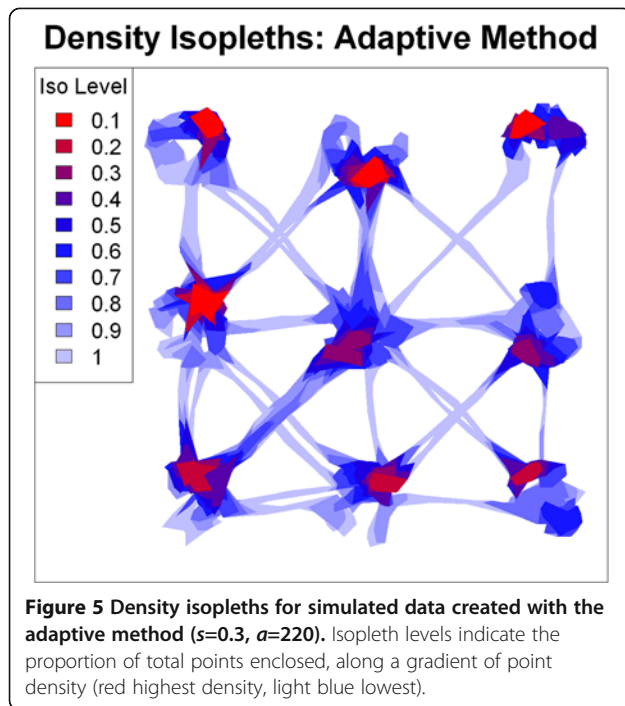 Density Isopleths: Adaptive Method
Iso Level
0.1
0.2
0.3
0.4
0.5
0.6
0.7
0.8
0.9
1
Figure 5 Density isopleths for simulated data created with the
adaptive method (s=0.3, a=220). Isopleth levels indicate the
proportion of total points enclosed, along a gradient of point
density (red highest density, light blue lowest).